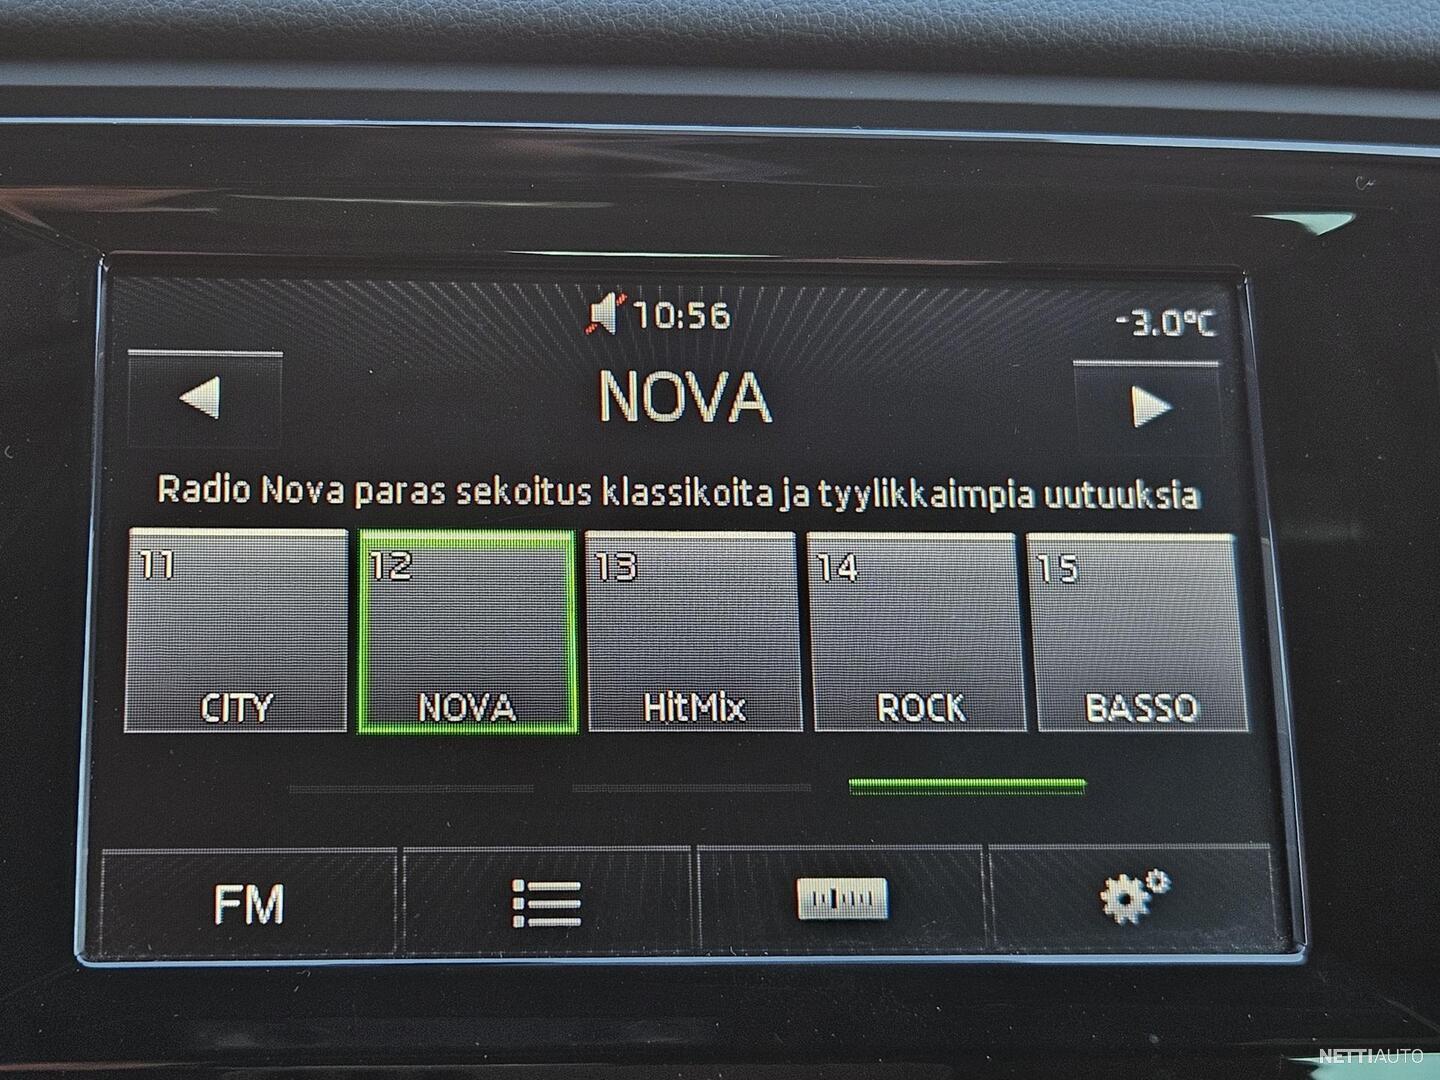 10:56
-3.0°C
NOVA
Radio Nova paras sekoitus klassikoita ja tyylikkaimpia uutuuksia
11
12
13
14
15
CITY
NOVA
HitMix
ROCK
BASSO
FM
NETTIAUTO